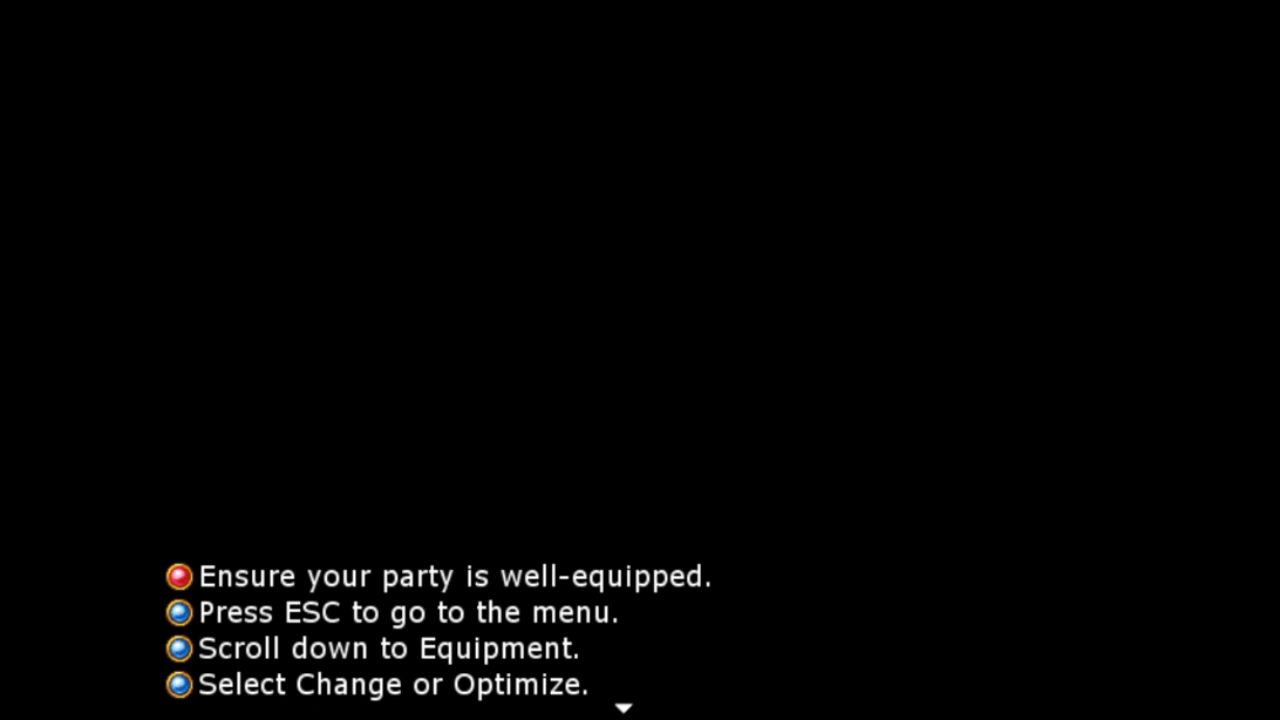 Ensure your party is well-equipped.
Press ESC to go to the menu.
Scroll down to Equipment.
Select Change or Optimize.